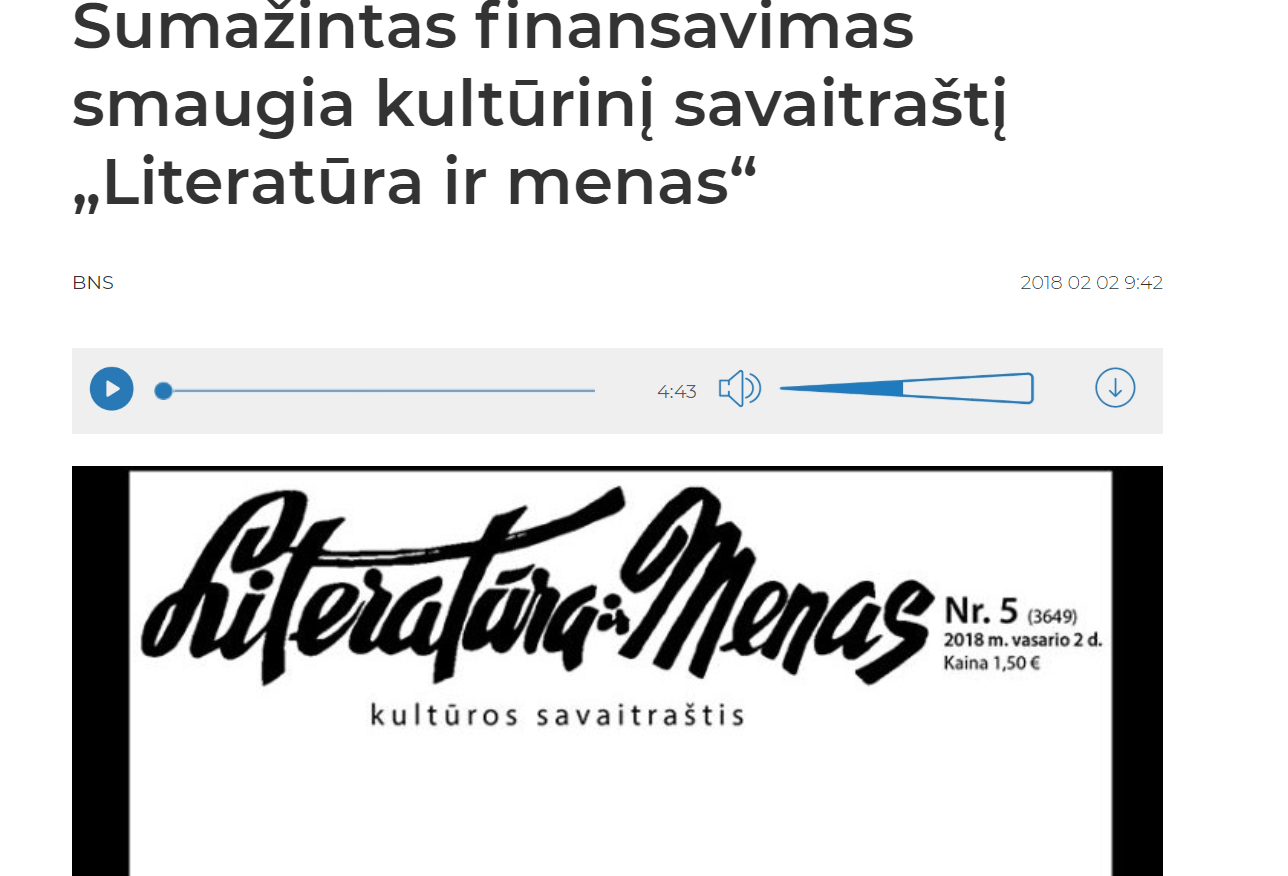 Sumažintas finansavimas
smaugia kultūrinį savaitraštį
„Literatūra ir menas“
BNS
2018 02 02 9:42
4:43
Literatūra ir Menas
Nr. 5 (3649)
2018 m. vasario 2 d.
Kaina 1,50 €
kultūros savaitraštis